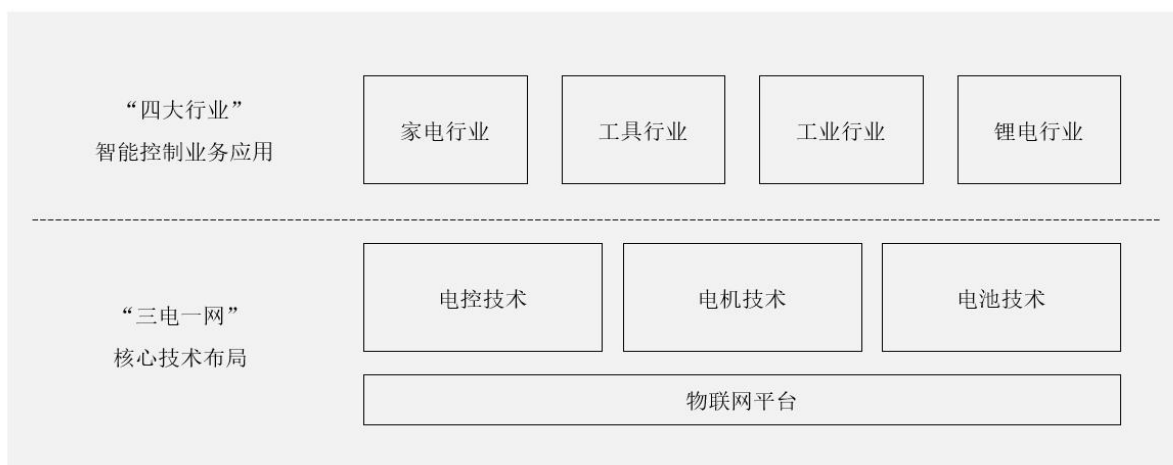 “四大行业”
智能控制业务应用
家电行业
工具行业
工业行业
锂电行业
“三电一网”
核心技术布局
电控技术
电机技术
电池技术
物联网平台